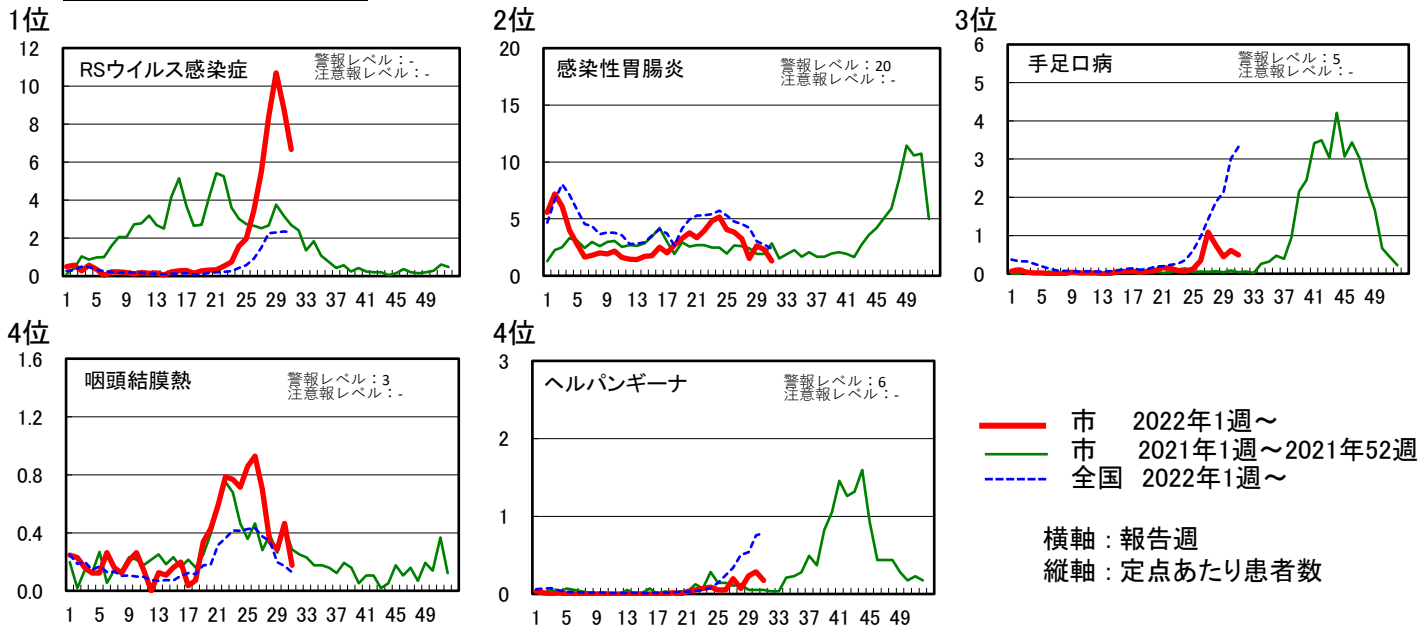 1位
RSウイルス感染症
警報レベル：-
注意報レベル：-
12
10
8
6
4
2
0
1 5 9 13 17 21 25 29 33 37 41 45 49
2位
感染性胃腸炎
警報レベル：20
注意報レベル：-
20
15
10
5
0
1 5 9 13 17 21 25 29 33 37 41 45 49
3位
手足口病
警報レベル：5
注意報レベル：-
6
5
4
3
2
1
0
1 5 9 13 17 21 25 29 33 37 41 45 49
4位
咽頭結膜熱
警報レベル：3
注意報レベル：-
1.6
1.2
0.8
0.4
0.0
1 5 9 13 17 21 25 29 33 37 41 45 49
4位
ヘルパンギーナ
警報レベル：6
注意報レベル：-
3
2
1
0
1 5 9 13 17 21 25 29 33 37 41 45 49
市 2022年1週～
市 2021年1週～2021年52週
全国 2022年1週～
横軸：報告週
縦軸：定点あたり患者数